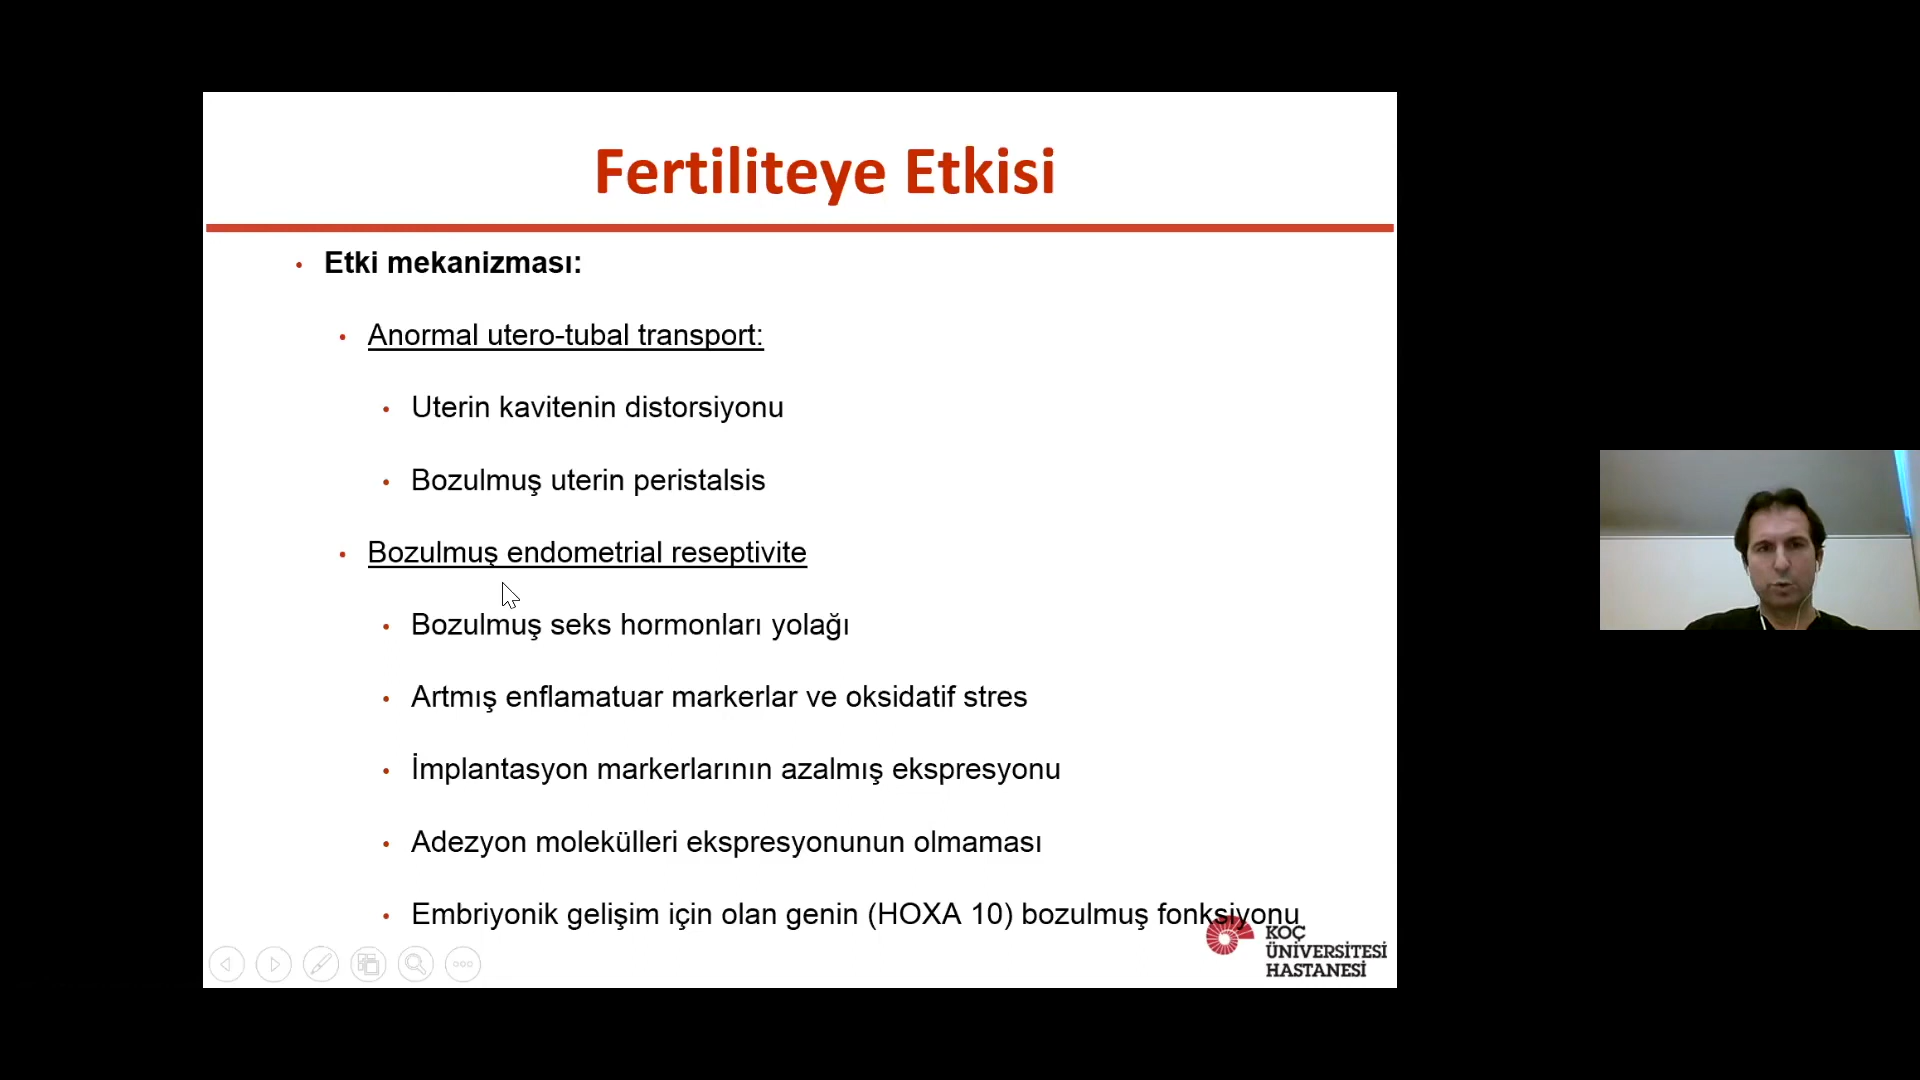 Fertiliteye Etkisi
Etki mekanizması:
Anormal utero-tubal transport:
Uterin kavitenin distorsiyonu
Bozulmuş uterin peristalsis
Bozulmuş endometrial reseptivite
Bozulmuş seks hormonları yolağı
Artmış enflamatuar markerlar ve oksidatif stres
İmplantasyon markerlarının azalmış ekspresyonu
Adezyon molekülleri ekspresyonunun olmaması
Embriyonik gelişim için olan genin (HOXA 10) bozulmuş fonksiyonu
KOÇ
ÜNİVERSİTESİ
HASTANESİ